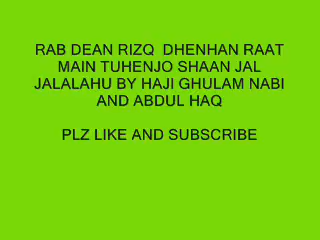 RAB DEAN RIZQ  DHENHAN RAAT
MAIN TUHENJO SHAAN JAL
JALALAHU BY HAJI GHULAM NABI
AND ABDUL HAQ
PLZ LIKE AND SUBSCRIBE